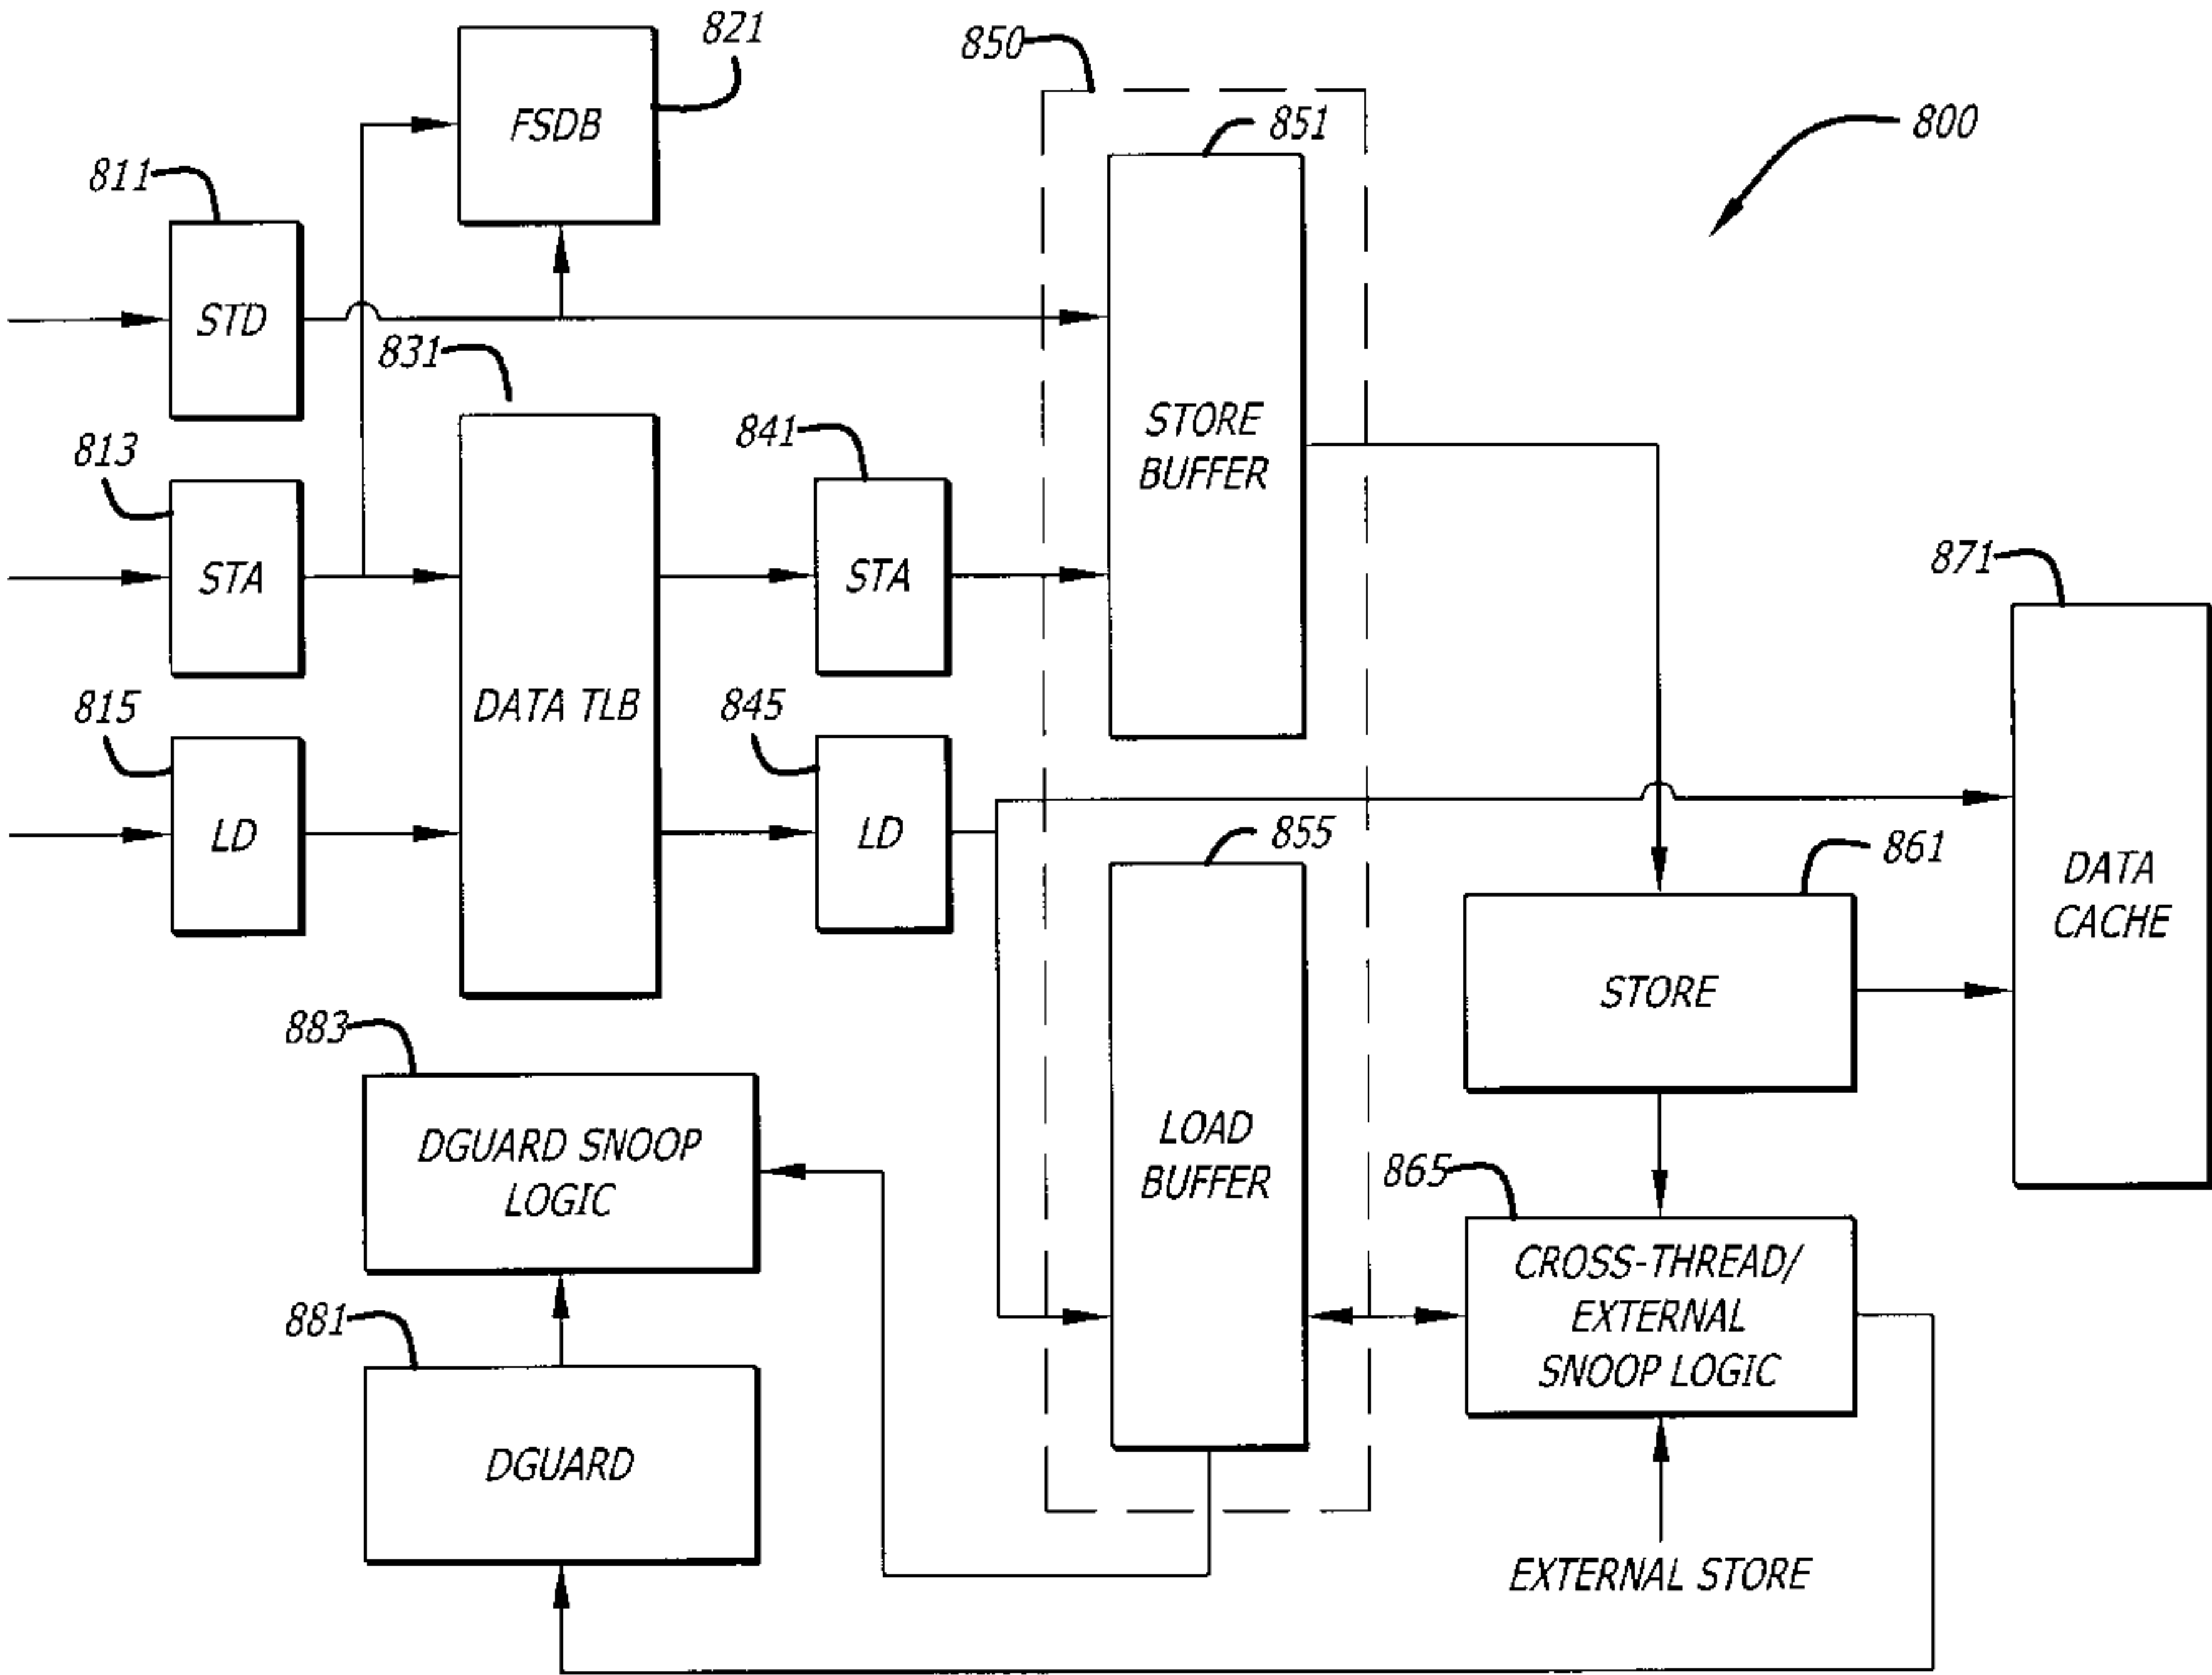 821
850
FSDB
851
800
811
STD
831
STORE
BUFFER
841
813
STA
STA
871
DATA TLB
815
845
LD
LD
855
861
DATA
CACHE
STORE
883
DGUARD SNOOP
LOGIC
LOAD
BUFFER
865
CROSS-THREAD/
EXTERNAL
SNOOP LOGIC
881
DGUARD
EXTERNAL STORE